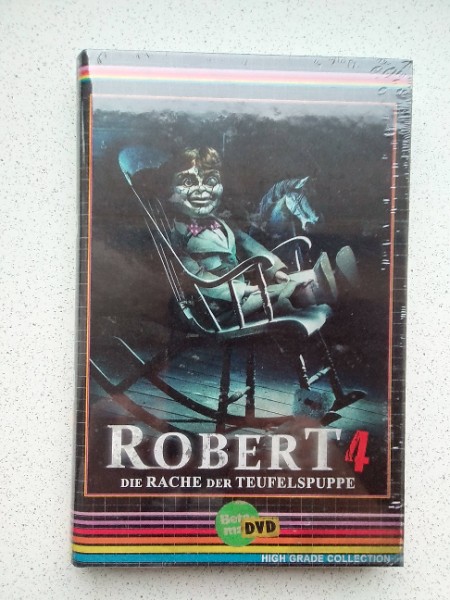 ROBERT 4
DIE RACHE DER TEUFELSPUPPE
DVD
HIGH GRADE COLLECTION